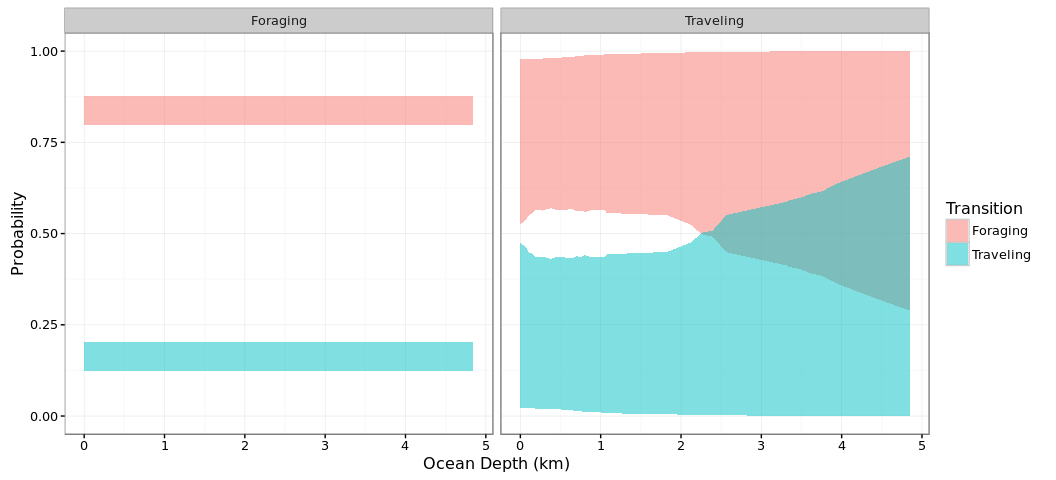 Foraging Traveling
1.00
0.75
0.50
0.25
0.00
Probability
0 1 2 3 4 5 0 1 2 3 4 5
Ocean Depth (km)
Transition
Foraging
Traveling